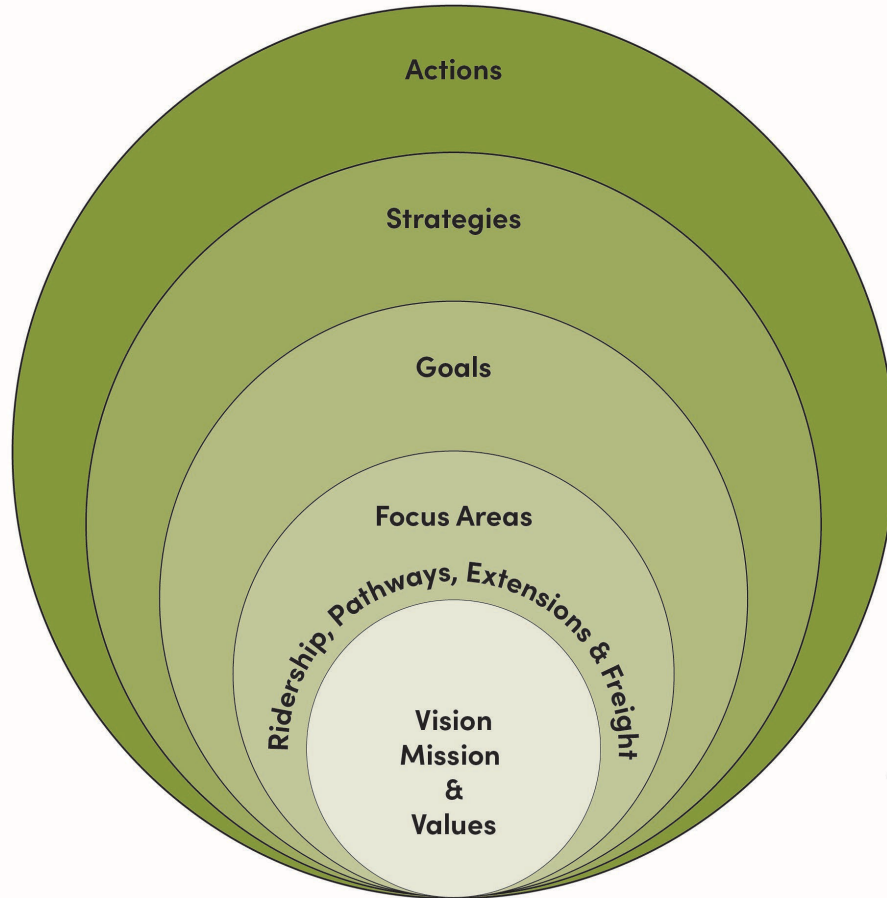 Actions
Strategies
Goals
Focus Areas
Ridership, Pathways, Extensions & Freight
Vision
Mission
&
Values